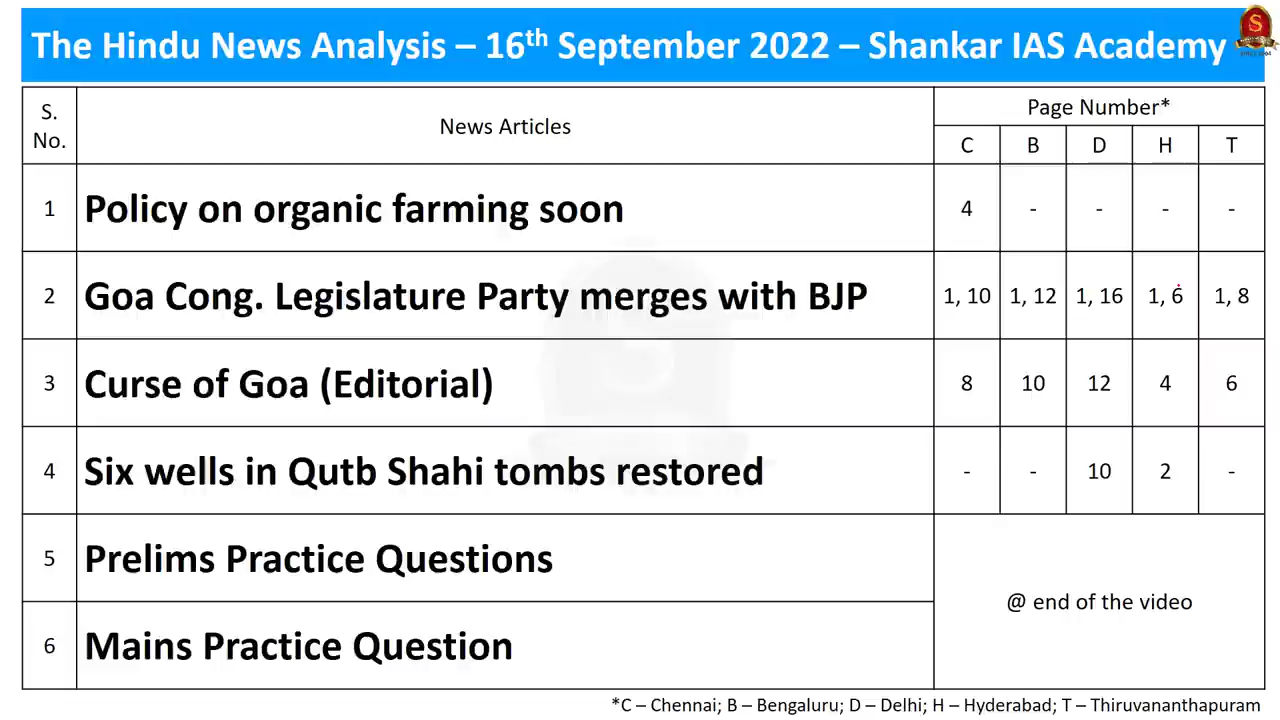 The Hindu News Analysis – 16th September 2022 – Shankar IAS Academy
S. No. News Articles Page Number*
C B D H T
1 Policy on organic farming soon 4 - - - -
2 Goa Cong. Legislature Party merges with BJP 1, 10 1, 12 1, 16 1, 6 1, 8
3 Curse of Goa (Editorial) 8 10 12 4 6
4 Six wells in Qutb Shahi tombs restored - - 10 2 -
5 Prelims Practice Questions
@ end of the video
6 Mains Practice Question
*C – Chennai; B – Bengaluru; D – Delhi; H – Hyderabad; T – Thiruvananthapuram